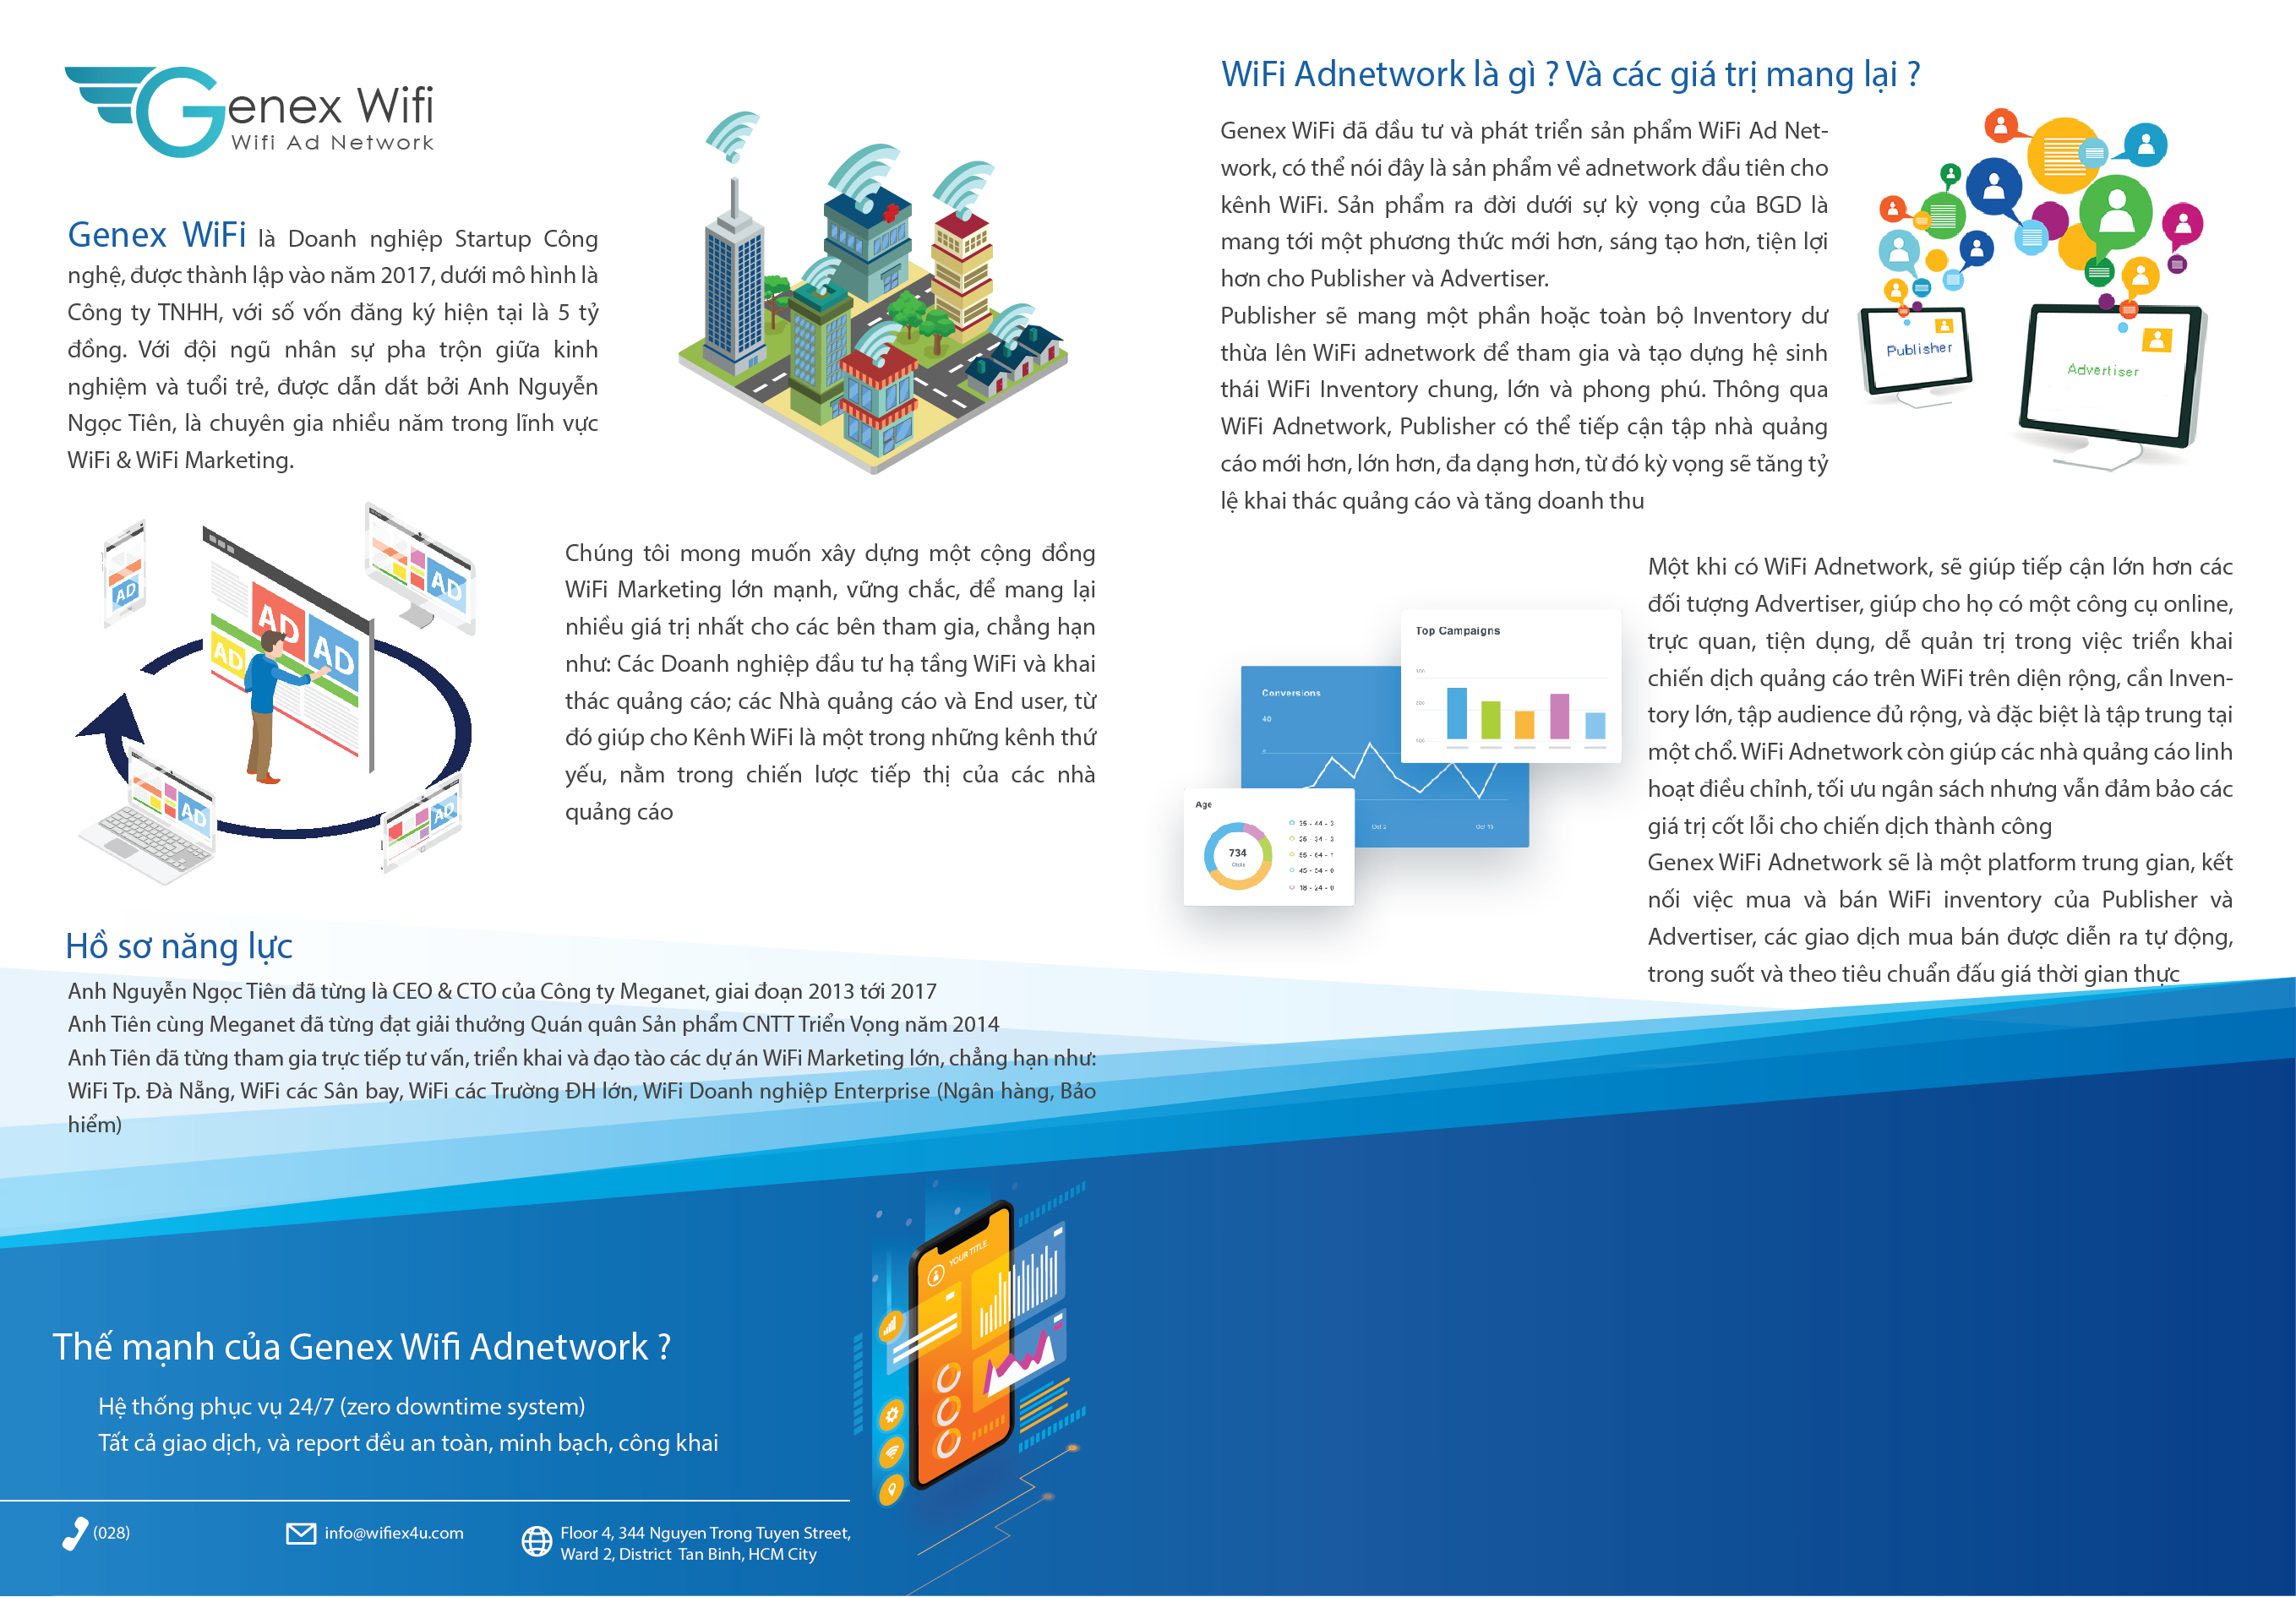 Genex Wifi
Wifi Ad Network
Genex WiFi là Doanh nghiệp Startup Công
nghệ, được thành lập vào năm 2017, dưới mô hình là
Công ty TNHH, với số vốn đăng ký hiện tại là 5 tỷ
đồng. Với đội ngũ nhân sự pha trộn giữa kinh
nghiệm và tuổi trẻ, được dẫn dắt bởi Anh Nguyễn
Ngọc Tiên, là chuyên gia nhiều năm trong lĩnh vực
WiFi & WiFi Marketing.
AD
AD
AD
AD
AD
AD
AD
Chúng tôi mong muốn xây dựng một cộng đồng
WiFi Marketing lớn mạnh, vững chắc, để mang lại
nhiều giá trị nhất cho các bên tham gia, chẳng hạn
như: Các Doanh nghiệp đầu tư hạ tầng WiFi và khai
thác quảng cáo; các Nhà quảng cáo và End user, từ
đó giúp cho Kênh WiFi là một trong những kênh thứ
yếu, nằm trong chiến lược tiếp thị của các nhà
quảng cáo
Hồ sơ năng lực
Anh Nguyễn Ngọc Tiên đã từng là CEO & CTO của Công ty Meganet, giai đoạn 2013 tới 2017
Anh Tiên cùng Meganet đã từng đạt giải thưởng Quán quân Sản phẩm CNTT Triển Vọng năm 2014
Anh Tiên đã từng tham gia trực tiếp tư vấn, triển khai và đạo tào các dự án WiFi Marketing lớn, chẳng hạn như:
WiFi Tp. Đà Nẵng, WiFi các Sân bay, WiFi các Trường ĐH lớn, WiFi Doanh nghiệp Enterprise (Ngân hàng, Bảo
hiểm)
YOUR TITLE
Thế mạnh của Genex Wifi Adnetwork ?
Hệ thống phục vụ 24/7 (zero downtime system)
Tất cả giao dịch, và report đều an toàn, minh bạch, công khai
(028)
info@wifiex4u.com
Floor 4, 344 Nguyen Trong Tuyen Street,
Ward 2, District Tan Binh, HCM City
WiFi Adnetwork là gì ? Và các giá trị mang lại ?
Genex WiFi đã đầu tư và phát triển sản phẩm WiFi Ad Net-
work, có thể nói đây là sản phẩm về adnetwork đầu tiên cho
kênh WiFi. Sản phẩm ra đời dưới sự kỳ vọng của BGD là
mang tới một phương thức mới hơn, sáng tạo hơn, tiện lợi
hơn cho Publisher và Advertiser.
Publisher sẽ mang một phần hoặc toàn bộ Inventory dư
thừa lên WiFi adnetwork để tham gia và tạo dựng hệ sinh
thái WiFi Inventory chung, lớn và phong phú. Thông qua
WiFi Adnetwork, Publisher có thể tiếp cận tập nhà quảng
cáo mới hơn, lớn hơn, đa dạng hơn, từ đó kỳ vọng sẽ tăng tỷ
lệ khai thác quảng cáo và tăng doanh thu
Publisher
Advertiser
Top Campaigns
Conversions
40
Oct 2
Oct 15
Age
734
Clicks
35 - 44 - 3
25 - 34 - 2
55 - 64 - 1
45 - 54 - 0
18 - 24 - 0
Một khi có WiFi Adnetwork, sẽ giúp tiếp cận lớn hơn các
đối tượng Advertiser, giúp cho họ có một công cụ online,
trực quan, tiện dụng, dễ quản trị trong việc triển khai
chiến dịch quảng cáo trên WiFi trên diện rộng, cần Inven-
tory lớn, tập audience đủ rộng, và đặc biệt là tập trung tại
một chổ. WiFi Adnetwork còn giúp các nhà quảng cáo linh
hoạt điều chỉnh, tối ưu ngân sách nhưng vẫn đảm bảo các
giá trị cốt lỗi cho chiến dịch thành công
Genex WiFi Adnetwork sẽ là một platform trung gian, kết
nối việc mua và bán WiFi inventory của Publisher và
Advertiser, các giao dịch mua bán được diễn ra tự động,
trong suốt và theo tiêu chuẩn đấu giá thời gian thực